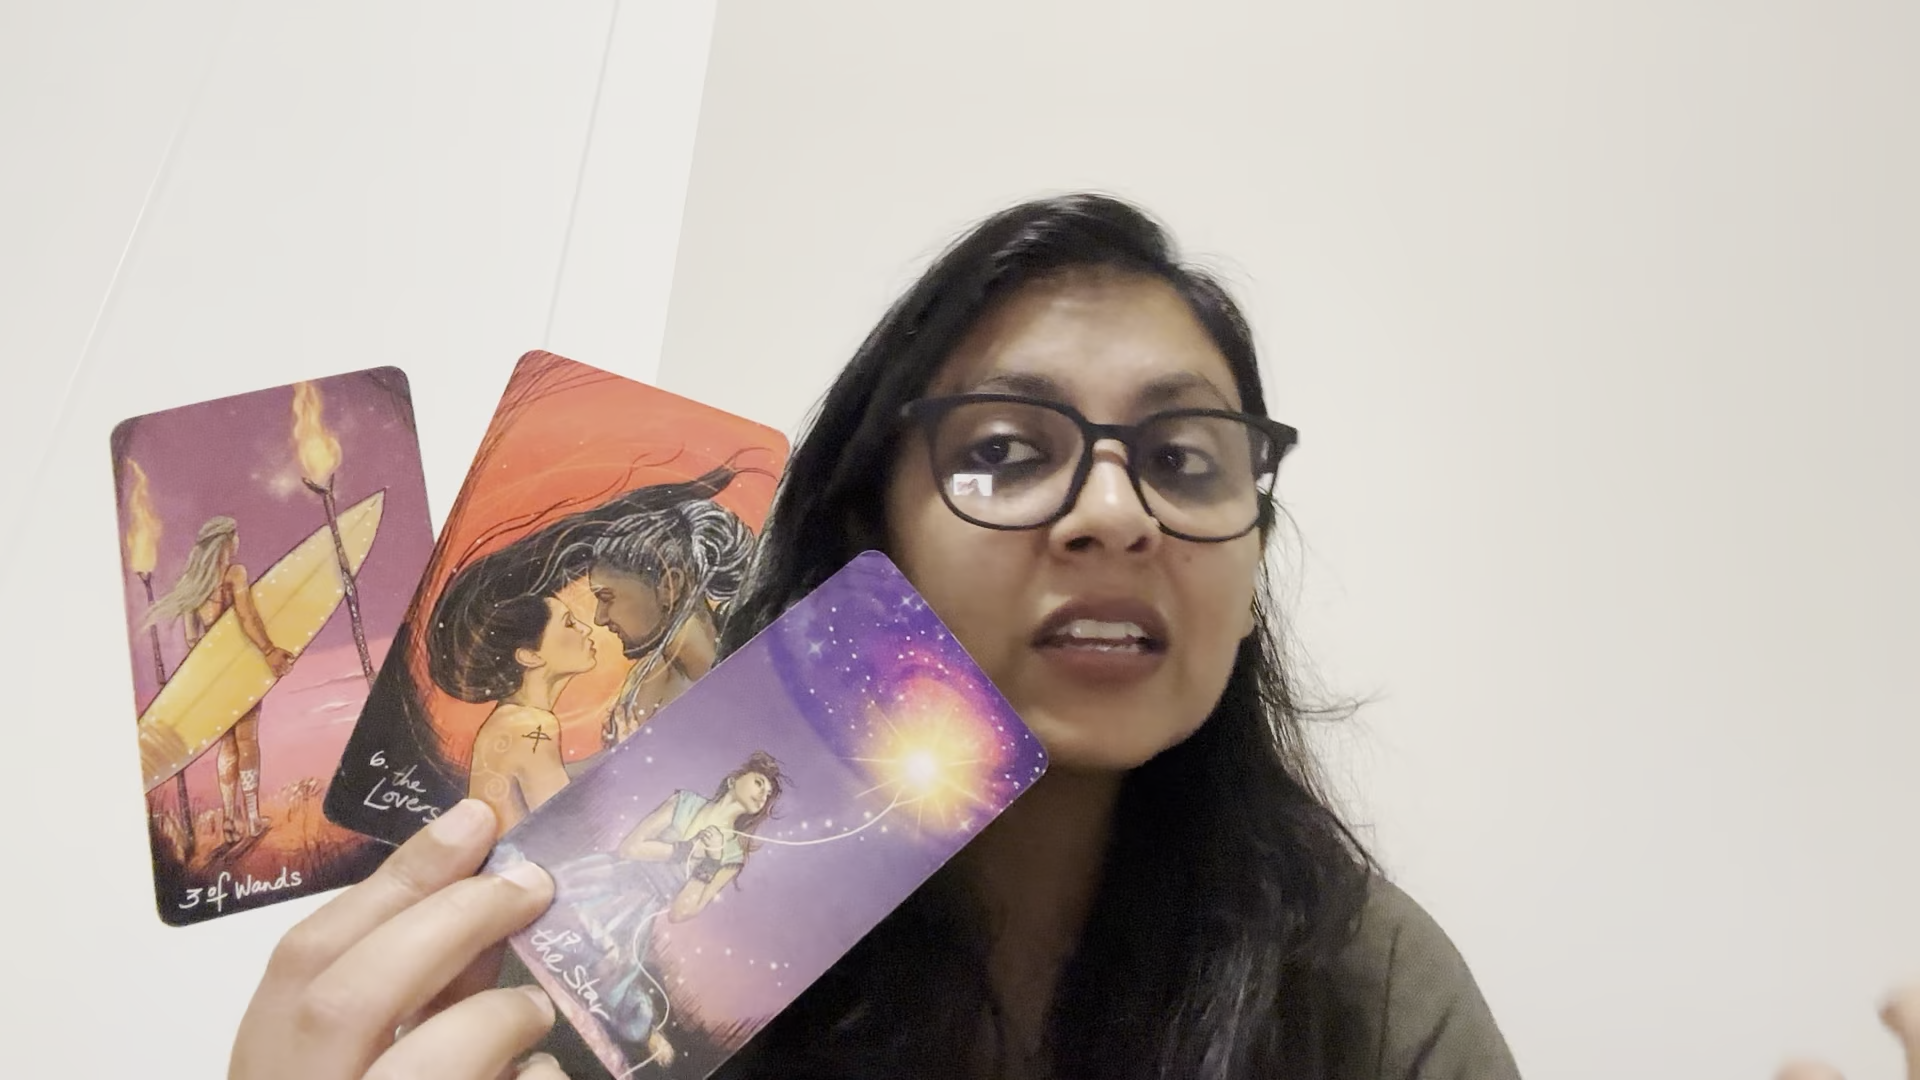 3 of Wands
6.
the
Lovers
17.
the Star